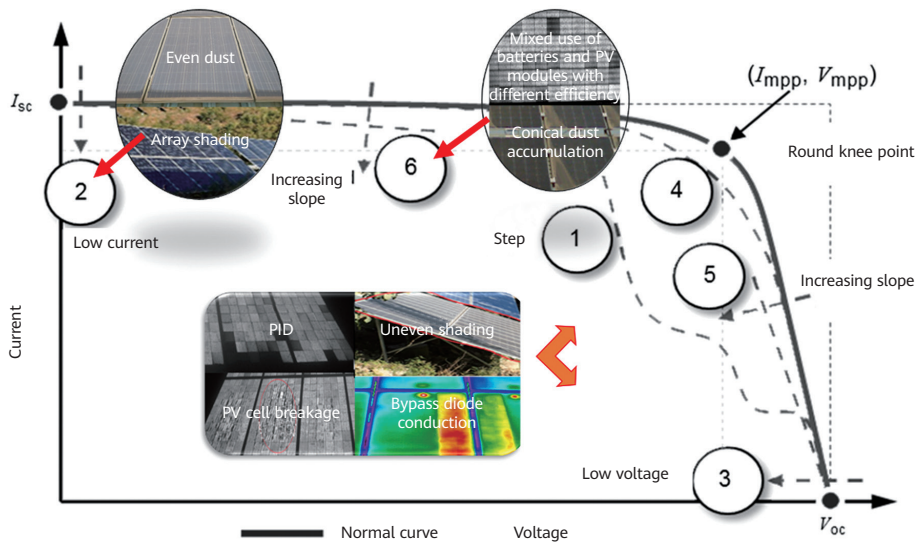 Even dust
Mixed use of
batteries and PV
modules with
different efficiency
(Impp, Vmpp)
Isc
Array shading
Conical dust
accumulation
Round knee point
2
6
4
Increasing
slope
Low current
Step
1
5
Increasing slope
PID
Uneven shading
Current
PV cell breakage
Bypass diode
conduction
Low voltage
3
Voc
Normal curve
Voltage